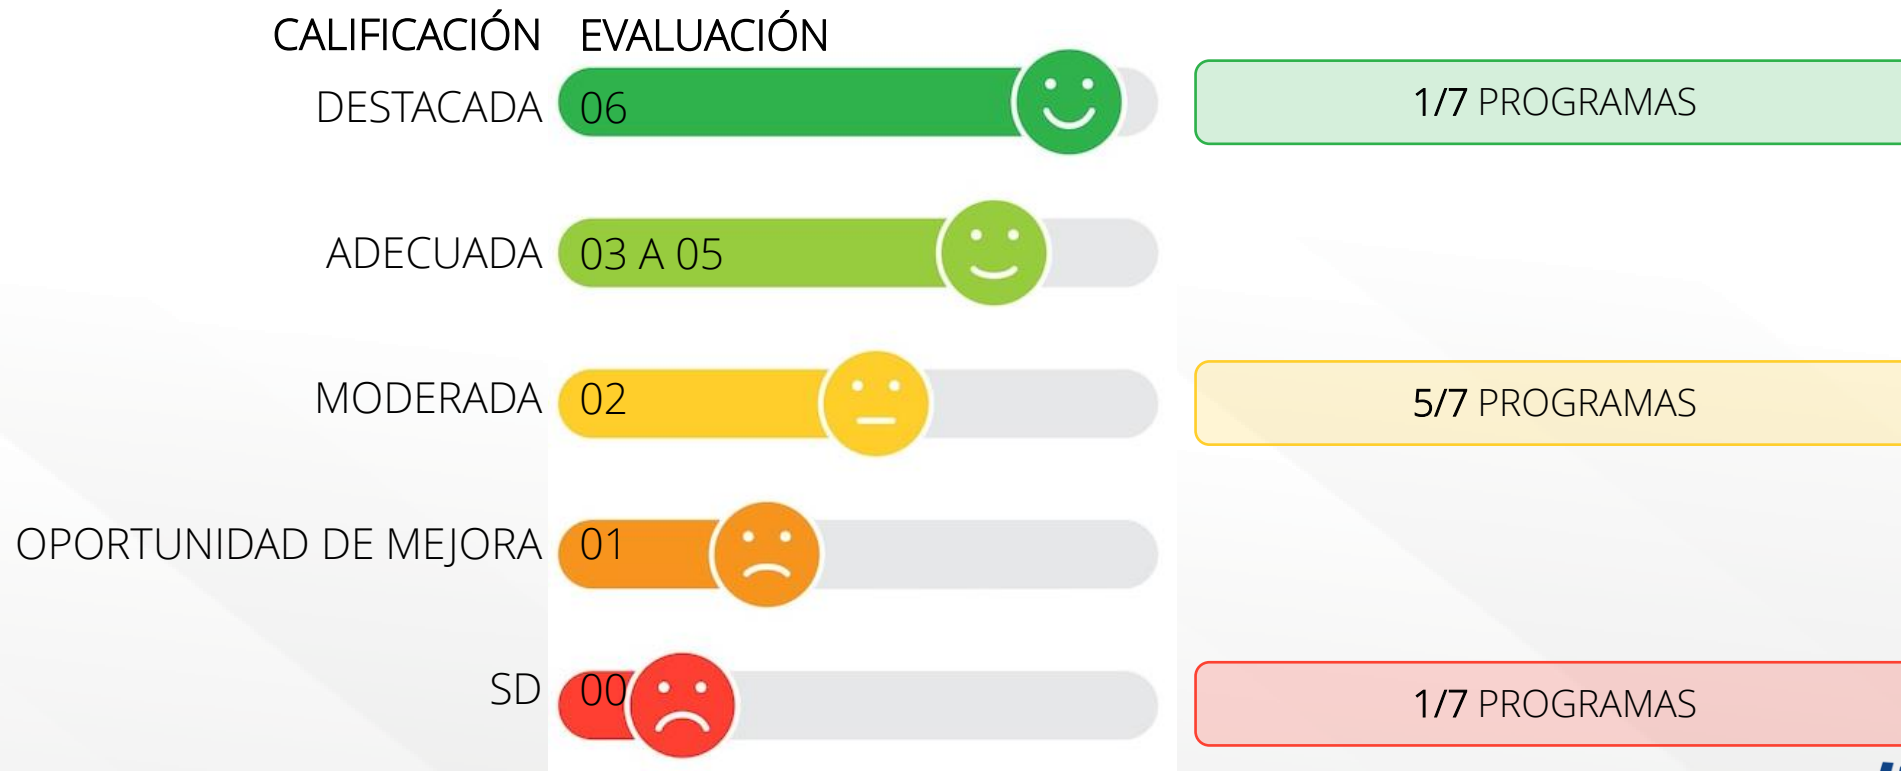 CALIFICACIÓN EVALUACIÓN
DESTACADA 06 1/7 PROGRAMAS
ADECUADA 03 A 05
MODERADA 02 5/7 PROGRAMAS
OPORTUNIDAD DE MEJORA 01
SD 00 1/7 PROGRAMAS